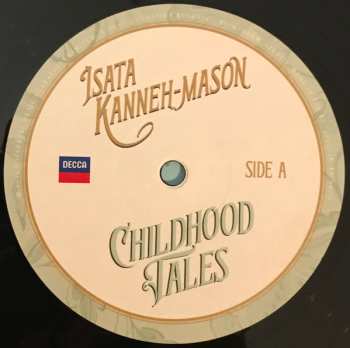 ISATA
KANNEH-MASON
DECCA
SIDE A
CHILDHOOD
TALES